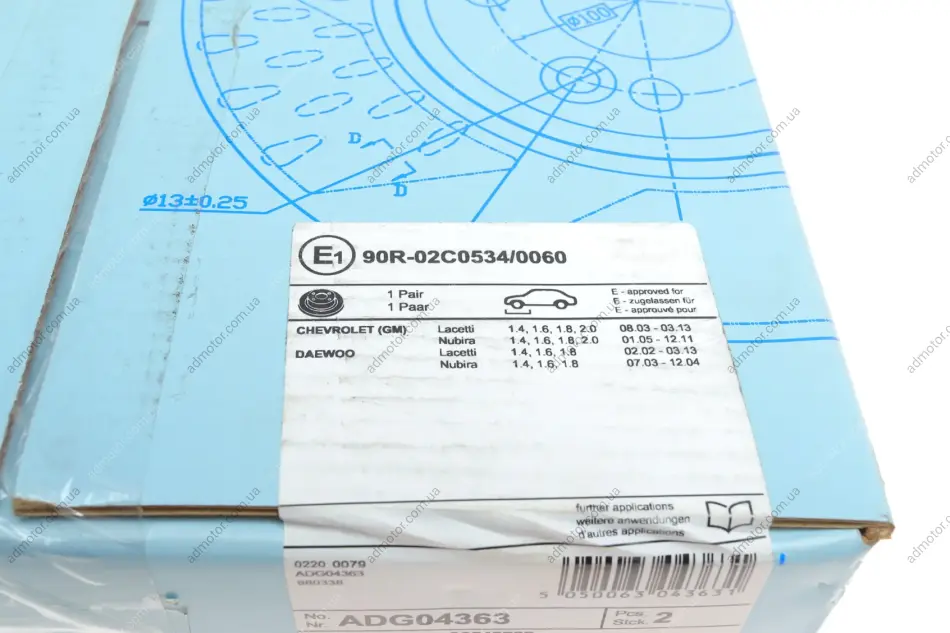 ø100
D
D
ø13±0.25
E1 90R-02C0534/0060
1 Pair
1 Paar
E - approved for
E - zugelassen für
E - approuvé pour
CHEVROLET (GM) Lacetti 1.4, 1.6, 1.8, 2.0 08.03 - 03.13
Nubira 1.4, 1.6, 1.8, 2.0 01.05 - 12.11
DAEWOO Lacetti 1.4, 1.6, 1.8 02.02 - 03.13
Nubira 1.4, 1.6, 1.8 07.03 - 12.04
further applications
weitere anwendungen
d'autres applications
0220 0079
ADG04363
980338
5 050063 043631
No.
Nr. ADG04363
Pcs.
Stck. 2
admotor.com.ua